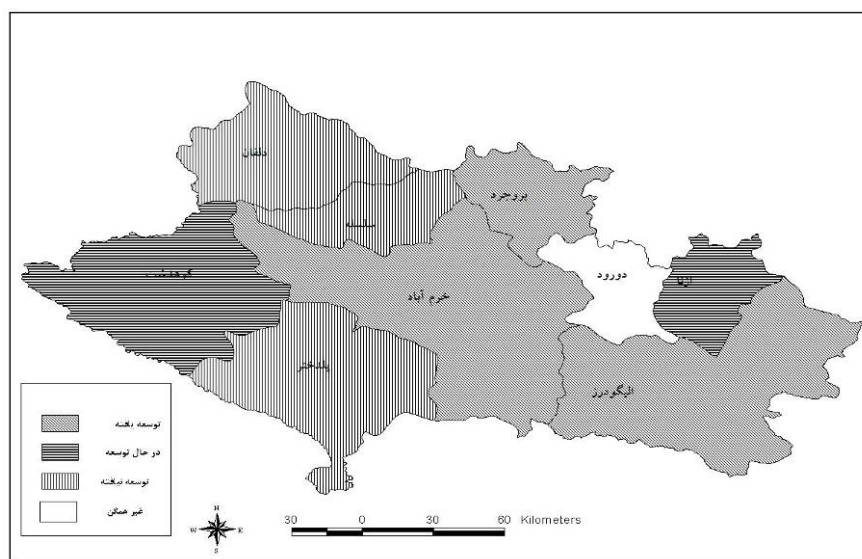 دلفان
بروجرد
سلسله
دورود
ازنا
خرم آباد
پلدختر
الیگودرز
توسعه یافته
در حال توسعه
توسعه نیافته
غیر همگن
N
W E
S
30 0 30 60 Kilometers